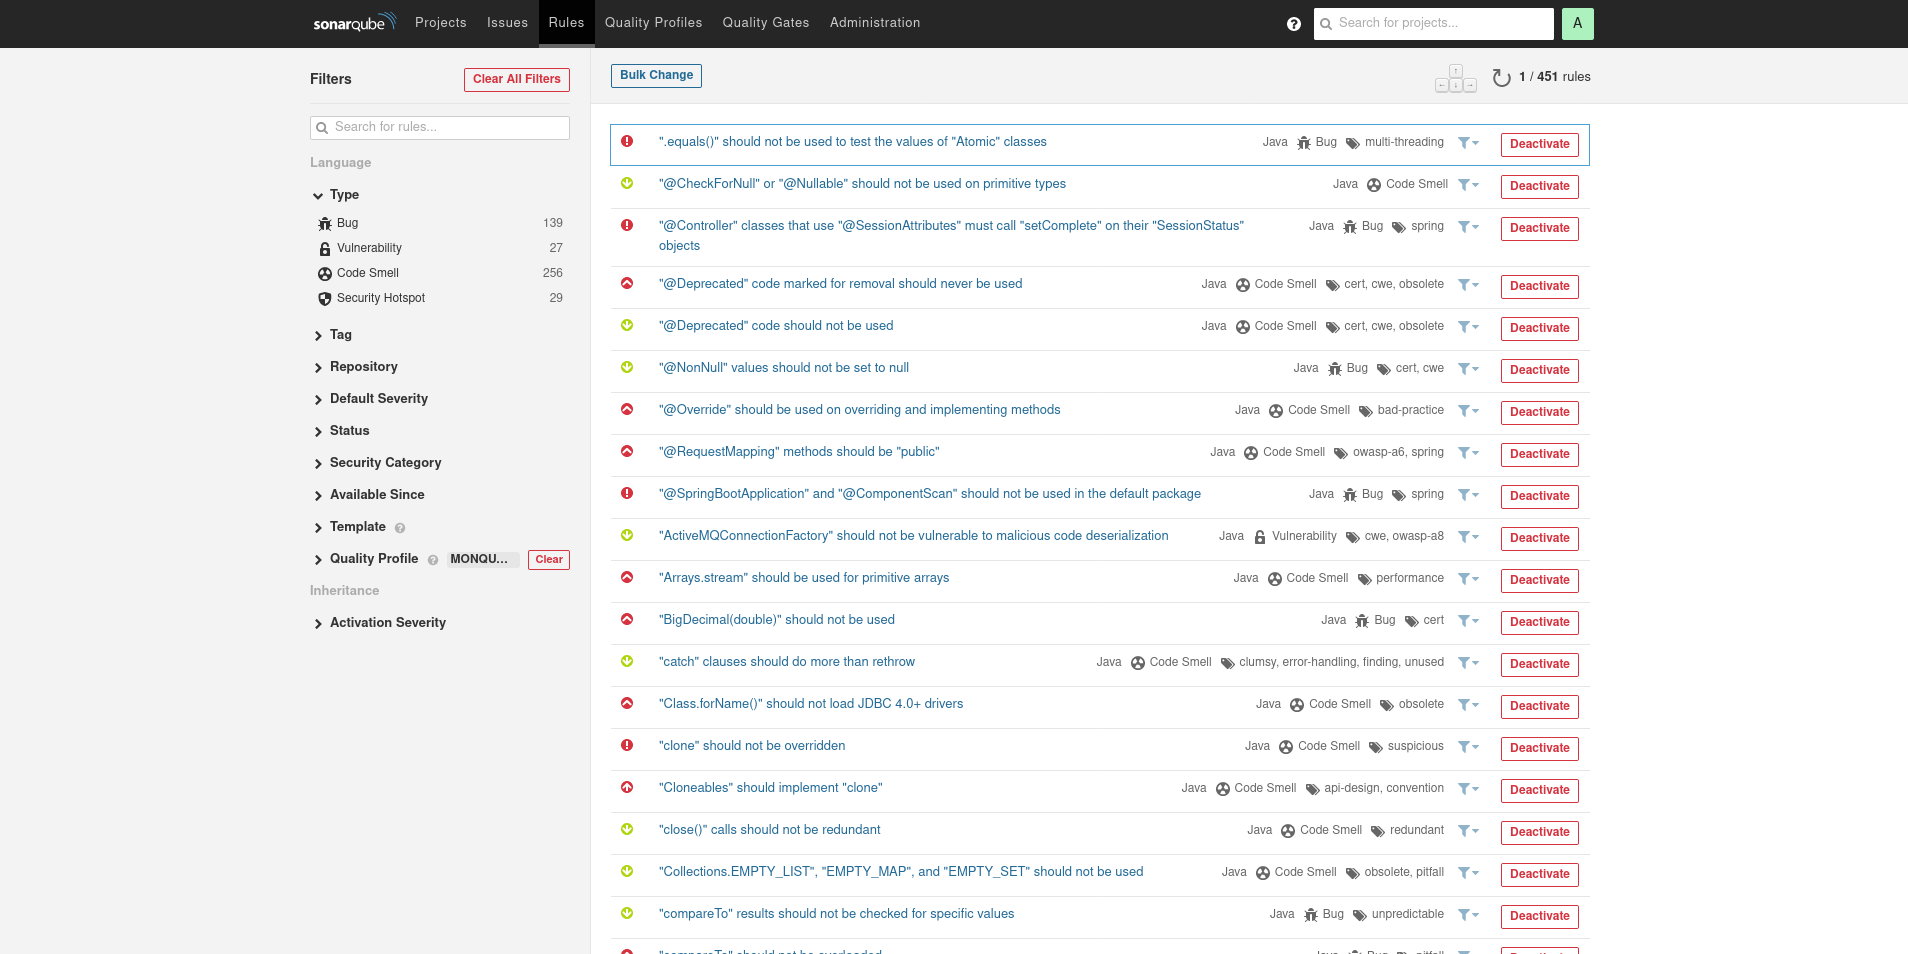 sonarqube Projects Issues Rules Quality Profiles Quality Gates Administration ? Search for projects... A
Filters Clear All Filters
Search for rules...
Language
Type
Bug 139
Vulnerability 27
Code Smell 256
Security Hotspot 29
Tag
Repository
Default Severity
Status
Security Category
Available Since
Template ?
Quality Profile ? MONQU... Clear
Inheritance
Activation Severity
Bulk Change 1 / 451 rules
".equals()" should not be used to test the values of "Atomic" classes Java Bug multi-threading Deactivate
"@CheckForNull" or "@Nullable" should not be used on primitive types Java Code Smell Deactivate
"@Controller" classes that use "@SessionAttributes" must call "setComplete" on their "SessionStatus" Java Bug spring Deactivate
objects
"@Deprecated" code marked for removal should never be used Java Code Smell cert, cwe, obsolete Deactivate
"@Deprecated" code should not be used Java Code Smell cert, cwe, obsolete Deactivate
"@NonNull" values should not be set to null Java Bug cert, cwe Deactivate
"@Override" should be used on overriding and implementing methods Java Code Smell bad-practice Deactivate
"@RequestMapping" methods should be "public" Java Code Smell owasp-a6, spring Deactivate
"@SpringBootApplication" and "@ComponentScan" should not be used in the default package Java Bug spring Deactivate
"ActiveMQConnectionFactory" should not be vulnerable to malicious code deserialization Java Vulnerability cwe, owasp-a8 Deactivate
"Arrays.stream" should be used for primitive arrays Java Code Smell performance Deactivate
"BigDecimal(double)" should not be used Java Bug cert Deactivate
"catch" clauses should do more than rethrow Java Code Smell clumsy, error-handling, finding, unused Deactivate
"Class.forName()" should not load JDBC 4.0+ drivers Java Code Smell obsolete Deactivate
"clone" should not be overridden Java Code Smell suspicious Deactivate
"Cloneables" should implement "clone" Java Code Smell api-design, convention Deactivate
"close()" calls should not be redundant Java Code Smell redundant Deactivate
"Collections.EMPTY_LIST", "EMPTY_MAP", and "EMPTY_SET" should not be used Java Code Smell obsolete, pitfall Deactivate
"compareTo" results should not be checked for specific values Java Bug unpredictable Deactivate
"compareTo" should not be overloaded Java Bug pitfall